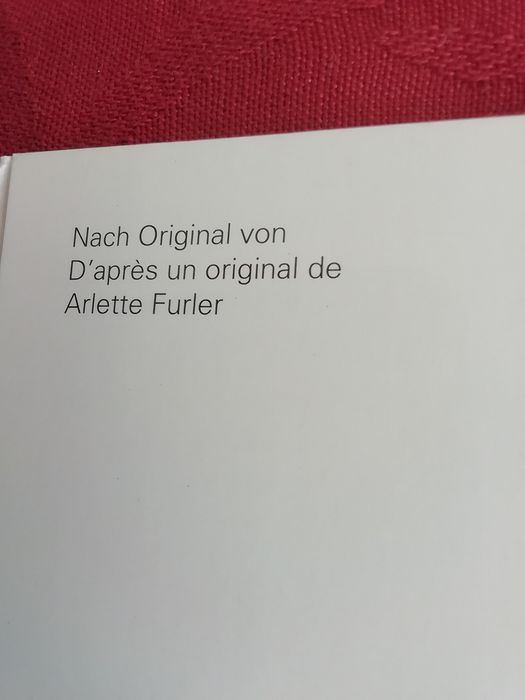 Nach Original von
D'après un original de
Arlette Furler